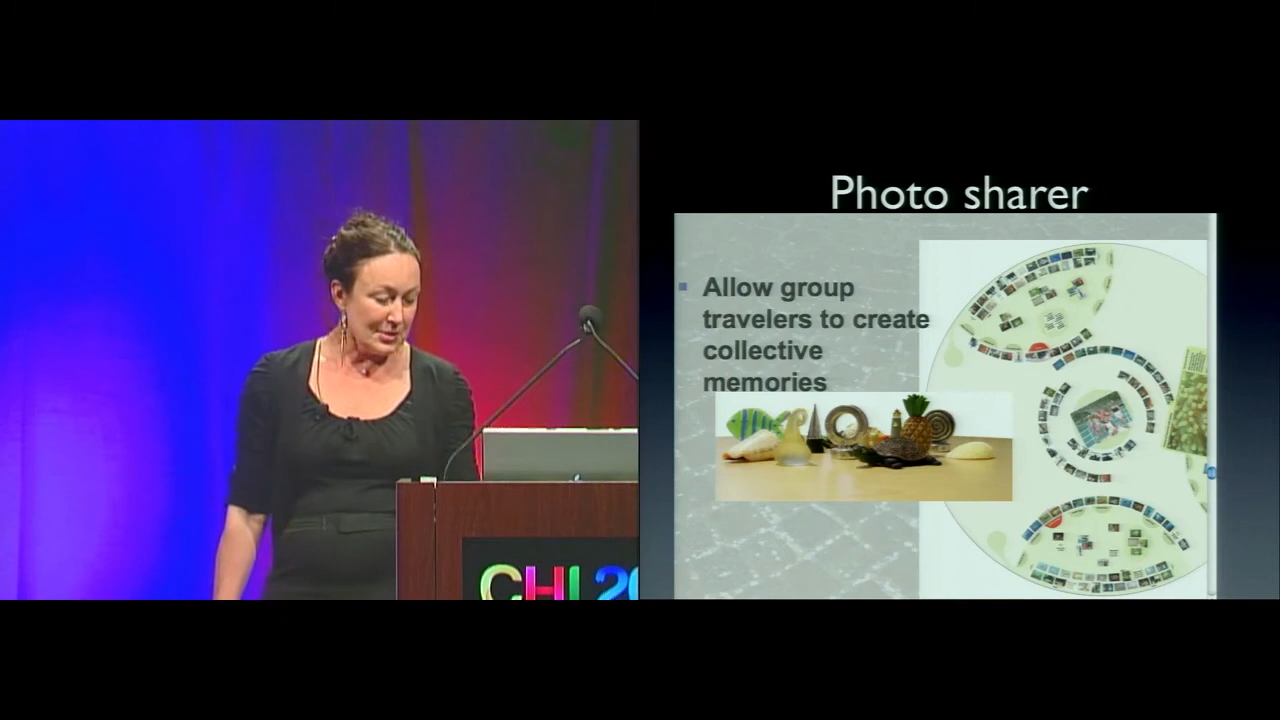 Photo sharer
Allow group
travelers to create
collective
memories
CHI 20